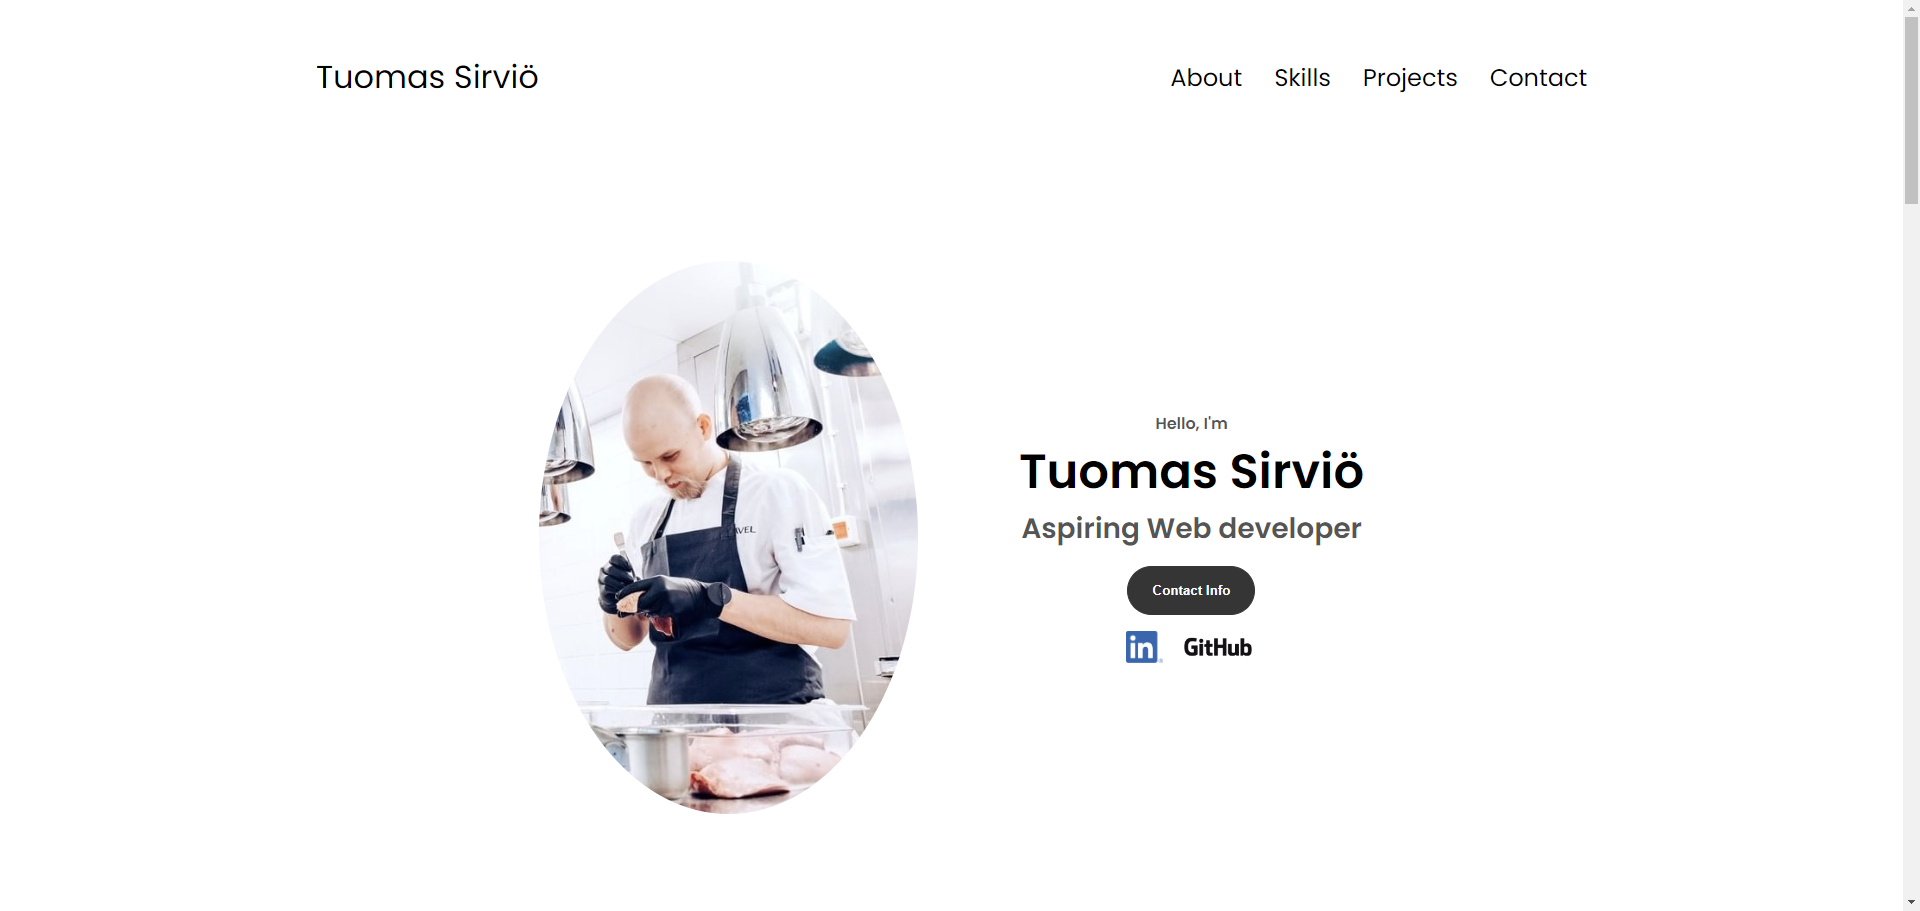 Tuomas Sirviö
About Skills Projects Contact
Hello, I'm
Tuomas Sirviö
Aspiring Web developer
Contact Info
in GitHub